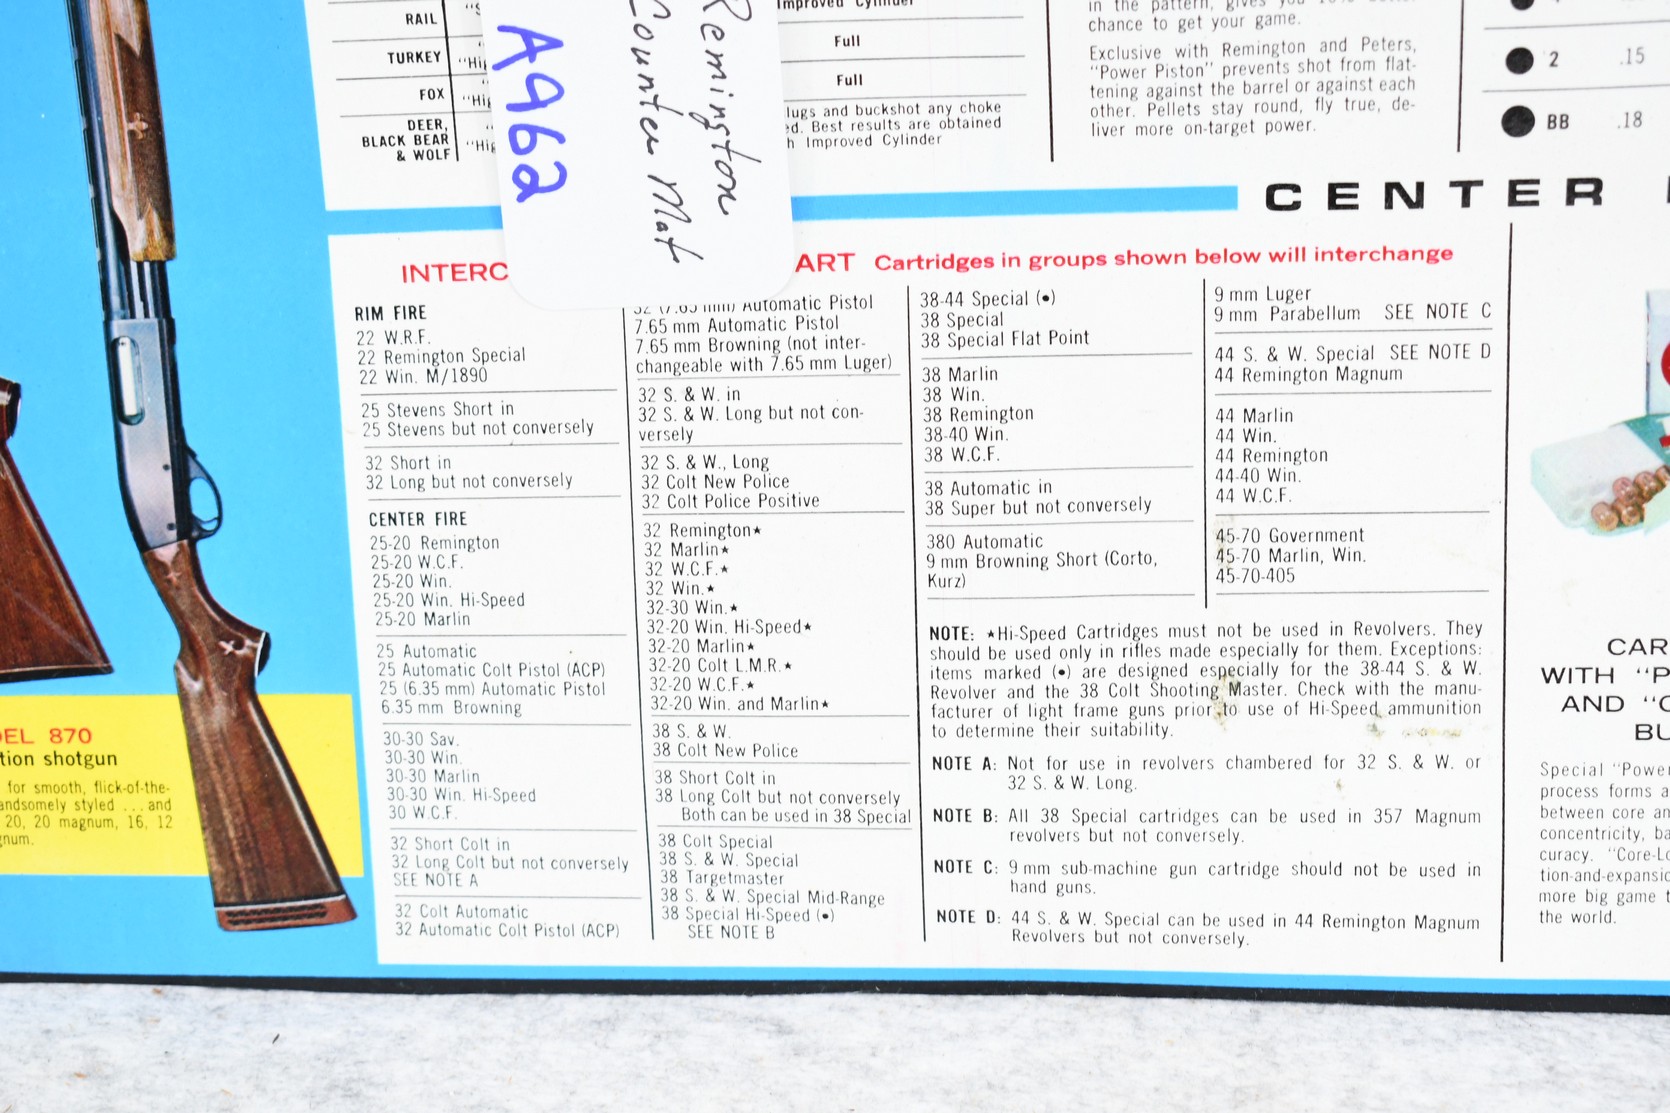 RAIL
TURKEY
FOX
DEER,
BLACK BEAR
& WOLF
"Hig
"Hig
"Hig
A962
Remington
Counter Mat
Improved Cylinder
Full
Full
lugs and buckshot any choke
ed. Best results are obtained
h Improved Cylinder
in the pattern, gives you
chance to get your game.
Exclusive with Remington and Peters,
"Power Piston" prevents shot from flat-
tening against the barrel or against each
other. Pellets stay round, fly true, de-
liver more on-target power.
2 .15
BB .18
CENTER
INTERC
ART Cartridges in groups shown below will interchange
RIM FIRE
22 W.R.F.
22 Remington Special
22 Win. M/1890
25 Stevens Short in
25 Stevens but not conversely
32 Short in
32 Long but not conversely
CENTER FIRE
25-20 Remington
25-20 W.C.F.
25-20 Win.
25-20 Win. Hi-Speed
25-20 Marlin
25 Automatic
25 Automatic Colt Pistol (ACP)
25 (6.35 mm) Automatic Pistol
6.35 mm Browning
30-30 Sav.
30-30 Win.
30-30 Marlin
30-30 Win. Hi-Speed
30 W.C.F.
32 Short Colt in
32 Long Colt but not conversely
SEE NOTE A
32 Colt Automatic
32 Automatic Colt Pistol (ACP)
32 (7.65 mm) Automatic Pistol
7.65 mm Automatic Pistol
7.65 mm Browning (not inter-
changeable with 7.65 mm Luger)
32 S. & W. in
32 S. & W. Long but not con-
versely
32 S. & W., Long
32 Colt New Police
32 Colt Police Positive
32 Remington★
32 Marlin★
32 W.C.F.★
32 Win.★
32-30 Win.★
32-20 Win. Hi-Speed★
32-20 Marlin★
32-20 Colt L.M.R.★
32-20 W.C.F.★
32-20 Win. and Marlin★
38 S. & W.
38 Colt New Police
38 Short Colt in
38 Long Colt but not conversely
Both can be used in 38 Special
38 Colt Special
38 S. & W. Special
38 Targetmaster
38 S. & W. Special Mid-Range
38 Special Hi-Speed (•)
SEE NOTE B
38-44 Special (•)
38 Special
38 Special Flat Point
38 Marlin
38 Win.
38 Remington
38-40 Win.
38 W.C.F.
38 Automatic in
38 Super but not conversely
380 Automatic
9 mm Browning Short (Corto,
Kurz)
9 mm Luger
9 mm Parabellum SEE NOTE C
44 S. & W. Special SEE NOTE D
44 Remington Magnum
44 Marlin
44 Win.
44 Remington
44-40 Win.
44 W.C.F.
45-70 Government
45-70 Marlin, Win.
45-70-405
NOTE: ★Hi-Speed Cartridges must not be used in Revolvers. They
should be used only in rifles made especially for them. Exceptions:
items marked (•) are designed especially for the 38-44 S. & W.
Revolver and the 38 Colt Shooting Master. Check with the manu-
facturer of light frame guns prior to use of Hi-Speed ammunition
to determine their suitability.
NOTE A: Not for use in revolvers chambered for 32 S. & W. or
32 S. & W. Long.
NOTE B: All 38 Special cartridges can be used in 357 Magnum
revolvers but not conversely.
NOTE C: 9 mm sub-machine gun cartridge should not be used in
hand guns.
NOTE D: 44 S. & W. Special can be used in 44 Remington Magnum
Revolvers but not conversely.
DEL 870
tion shotgun
for smooth, flick-of-the-
andsomely styled ... and
20, 20 magnum, 16, 12
gnum.
CAR
WITH "P
AND "C
BU
Special "Power
process forms a
between core an
concentricity, ba
curacy. "Core-Lo
tion-and-expansio
more big game t
the world.